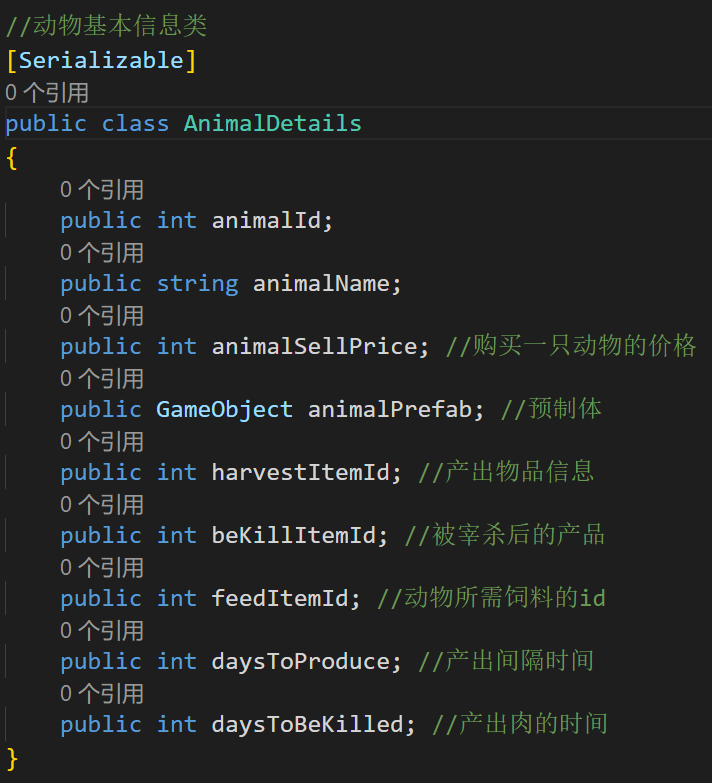 //动物基本信息类
[Serializable]
0 个引用
public class AnimalDetails
{
0 个引用
public int animalId;
0 个引用
public string animalName;
0 个引用
public int animalSellPrice; //购买一只动物的价格
0 个引用
public GameObject animalPrefab; //预制体
0 个引用
public int harvestItemId; //产出物品信息
0 个引用
public int beKillItemId; //被宰杀后的产品
0 个引用
public int feedItemId; //动物所需饲料的id
0 个引用
public int daysToProduce; //产出间隔时间
0 个引用
public int daysToBeKilled; //产出肉的时间
}